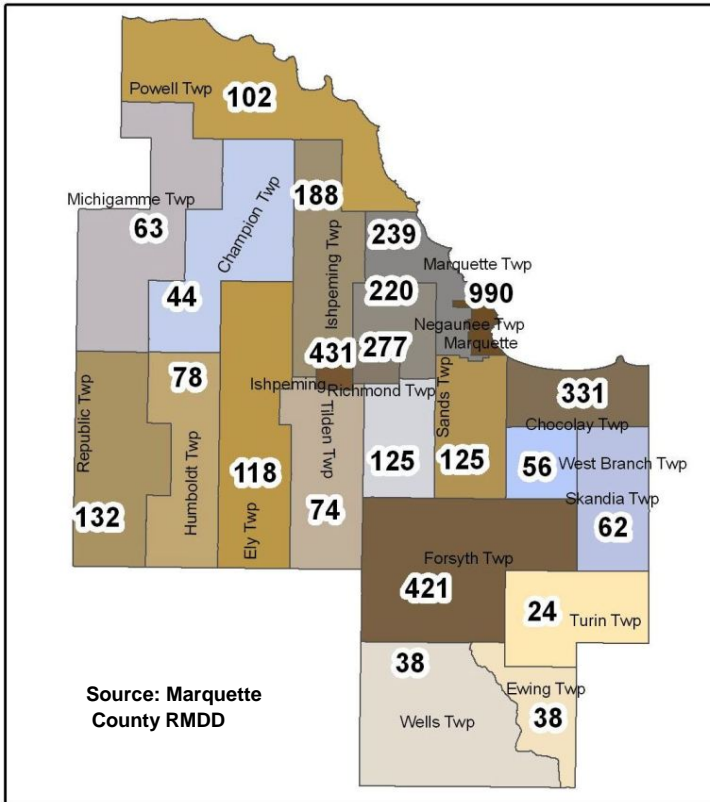 Powell Twp
102
Michigamme Twp
63
Champion Twp
44
188
Ishpeming Twp
239
Marquette Twp
220
990
Negaunee Twp
Marquette
431
277
Ishpeming
Richmond Twp
Republic Twp
132
78
Humboldt Twp
118
Ely Twp
Tilden Twp
74
125
Sands Twp
125
331
Chocolay Twp
56
West Branch Twp
Skandia Twp
62
Forsyth Twp
421
24
Turin Twp
38
Wells Twp
Ewing Twp
38
Source: Marquette
County RMDD